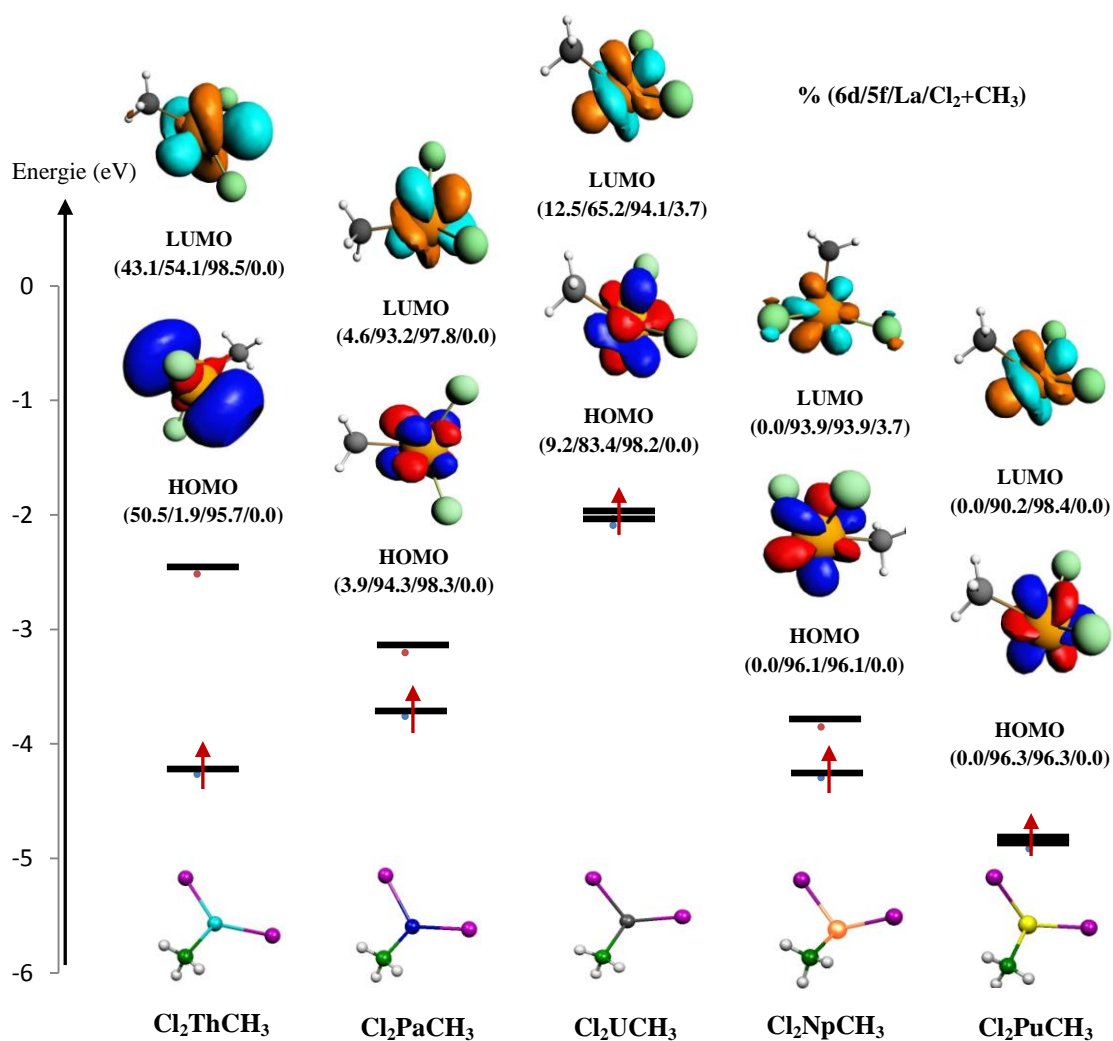 % (6d/5f/La/Cl₂+CH₃)
Energie (eV)
LUMO
(43.1/54.1/98.5/0.0)
HOMO
(50.5/1.9/95.7/0.0)
LUMO
(4.6/93.2/97.8/0.0)
HOMO
(3.9/94.3/98.3/0.0)
LUMO
(12.5/65.2/94.1/3.7)
HOMO
(9.2/83.4/98.2/0.0)
LUMO
(0.0/93.9/93.9/3.7)
HOMO
(0.0/96.1/96.1/0.0)
LUMO
(0.0/90.2/98.4/0.0)
HOMO
(0.0/96.3/96.3/0.0)
0
-1
-2
-3
-4
-5
-6
Cl₂ThCH₃
Cl₂PaCH₃
Cl₂UCH₃
Cl₂NpCH₃
Cl₂PuCH₃